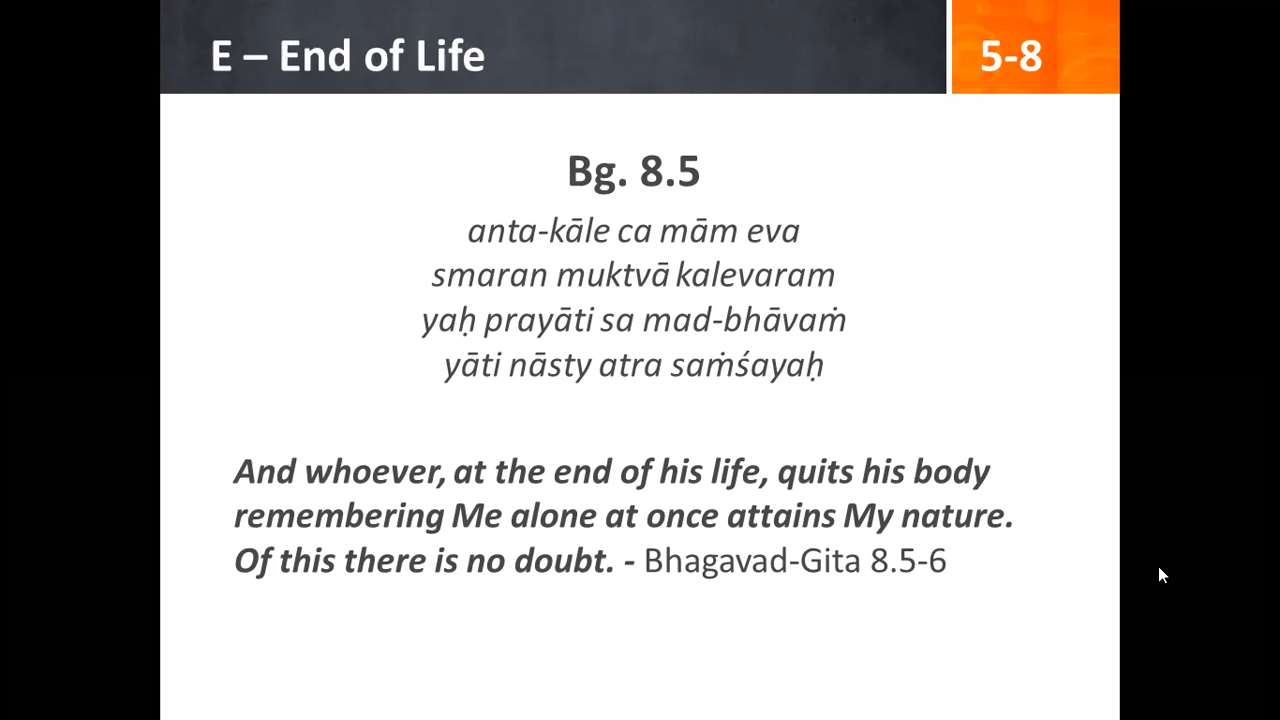 E – End of Life
5-8
Bg. 8.5
anta-kāle ca mām eva
smaran muktvā kalevaram
yaḥ prayāti sa mad-bhāvaṁ
yāti nāsty atra saṁśayaḥ
And whoever, at the end of his life, quits his body
remembering Me alone at once attains My nature.
Of this there is no doubt. - Bhagavad-Gita 8.5-6